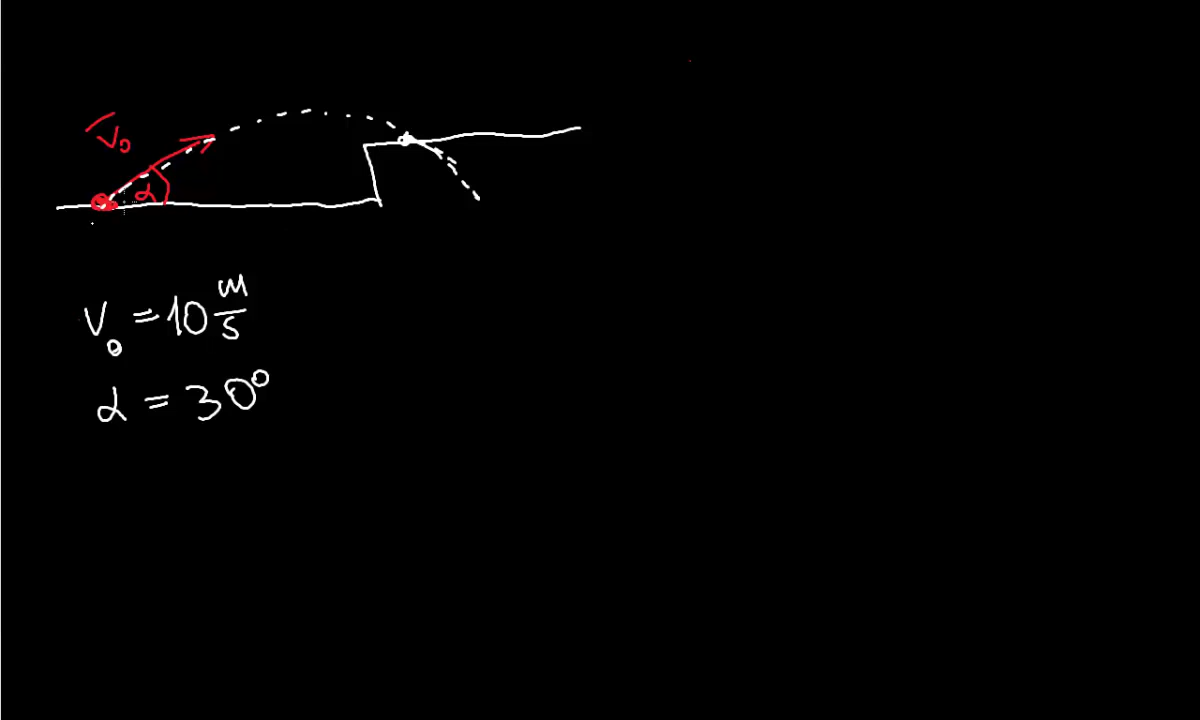 V₀
α
V₀ = 10 m/s
α = 30°